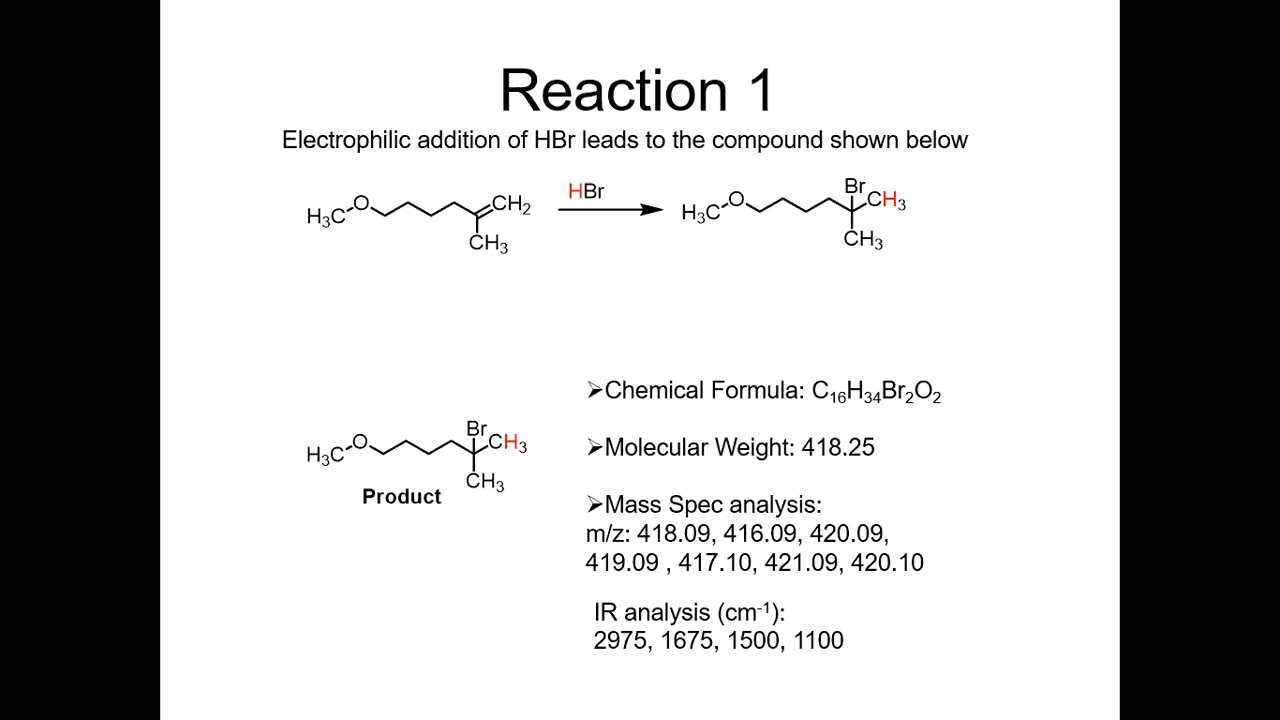 Reaction 1
Electrophilic addition of HBr leads to the compound shown below
H₃C O CH₂ CH₃
HBr
H₃C O Br CH₃ CH₃
H₃C O Br CH₃ CH₃
Product
➢Chemical Formula: C₁₆H₃₄Br₂O₂
➢Molecular Weight: 418.25
➢Mass Spec analysis:
m/z: 418.09, 416.09, 420.09,
419.09 , 417.10, 421.09, 420.10
IR analysis (cm⁻¹):
2975, 1675, 1500, 1100